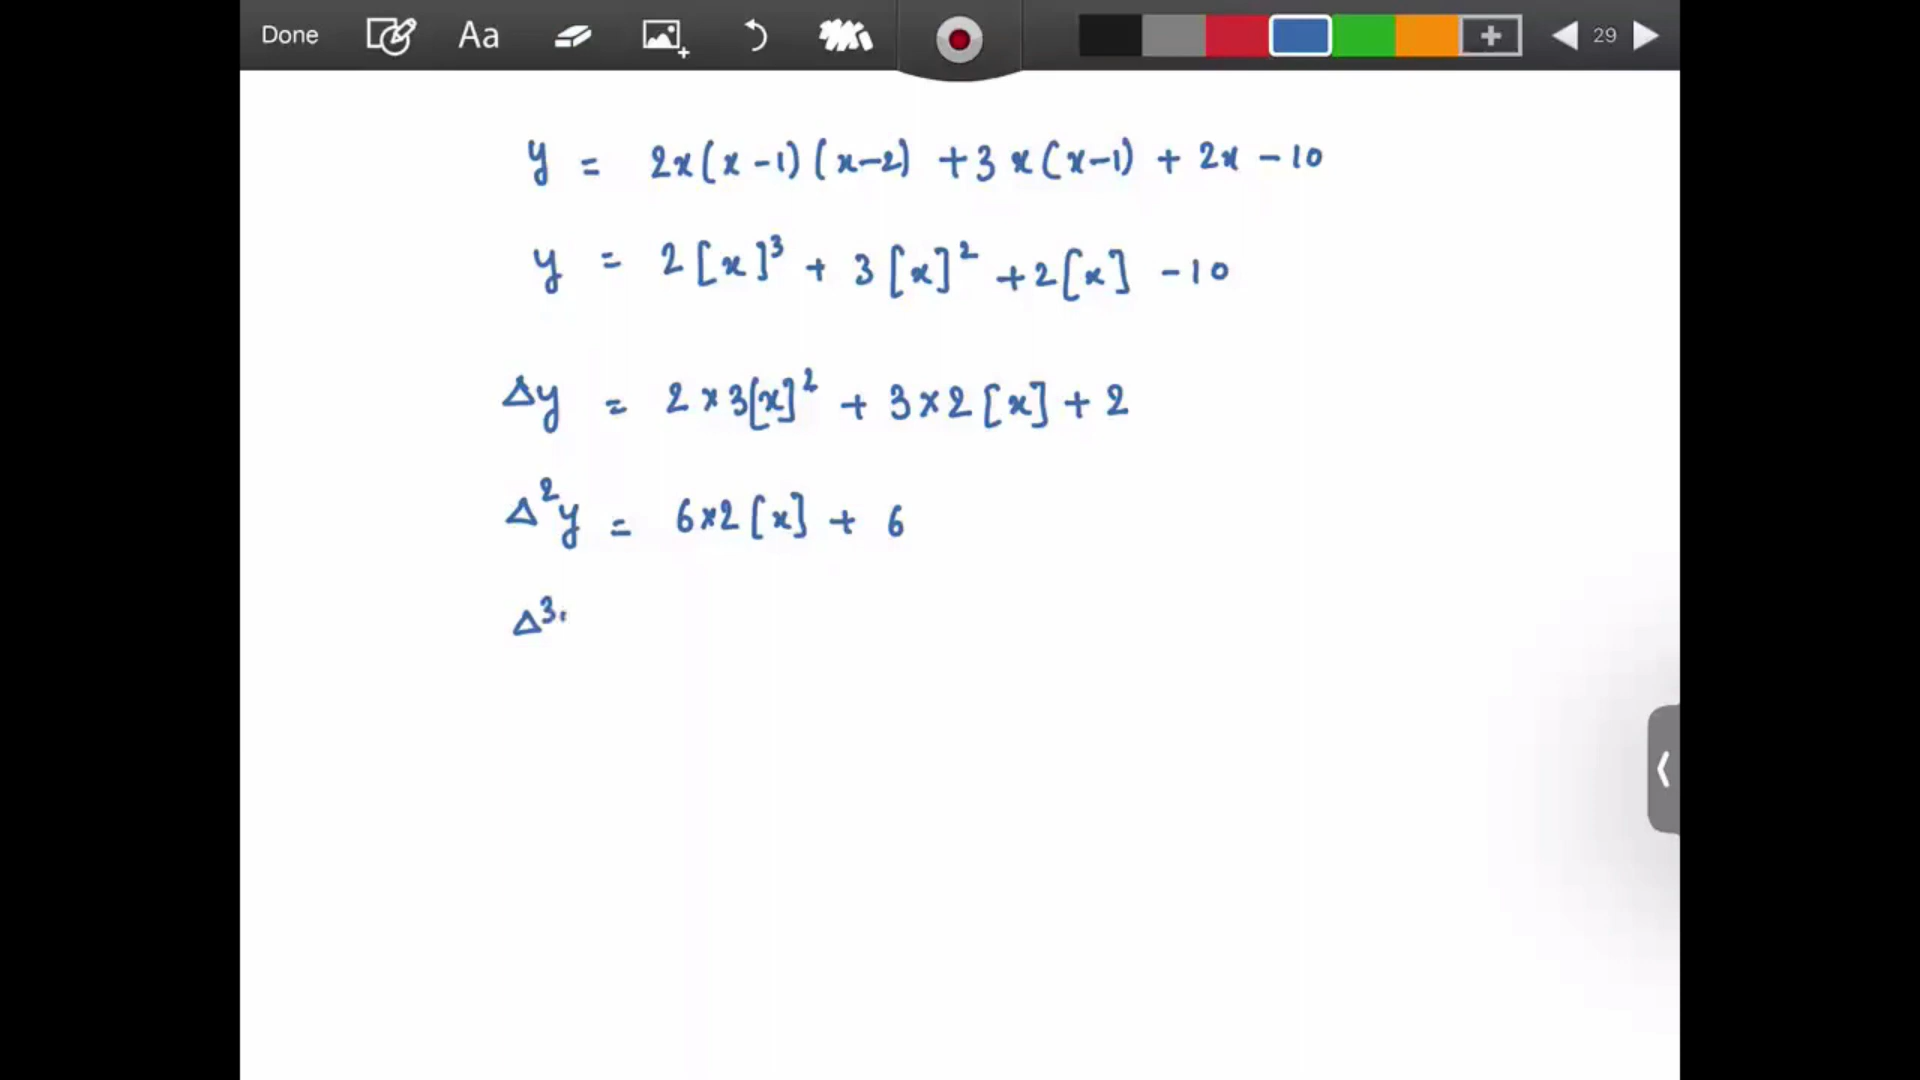 Done Aa 29
y = 2x(x-1)(x-2) +3x(x-1) + 2x -10
y = 2[x]³ + 3[x]² +2[x] -10
Δy = 2×3[x]² + 3×2[x] + 2
Δ²y = 6×2[x] + 6
Δ³